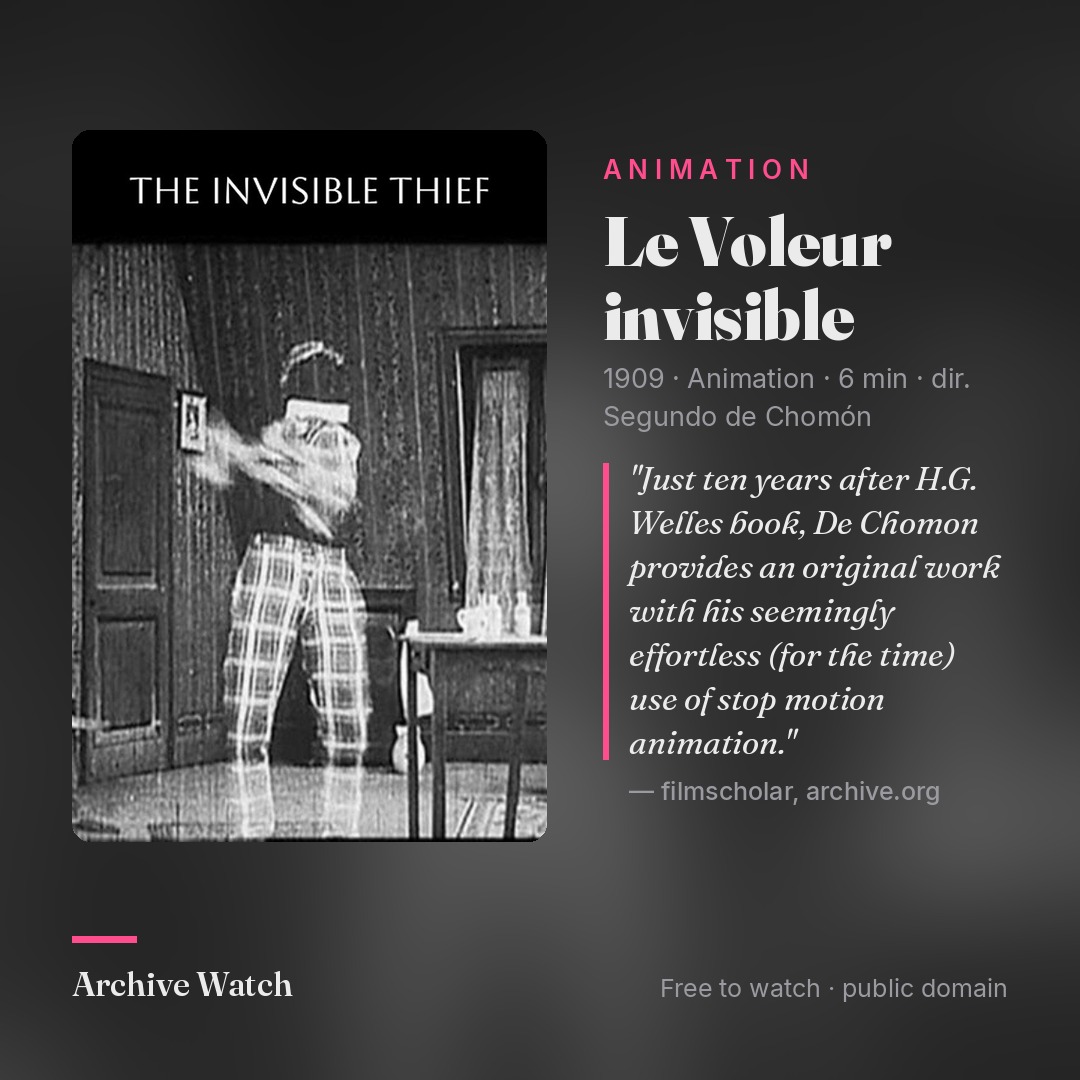 THE INVISIBLE THIEF
ANIMATION
Le Voleur
invisible
1909 · Animation · 6 min · dir.
Segundo de Chomón
"Just ten years after H.G.
Welles book, De Chomon
provides an original work
with his seemingly
effortless (for the time)
use of stop motion
animation."
— filmscholar, archive.org
Archive Watch
Free to watch · public domain